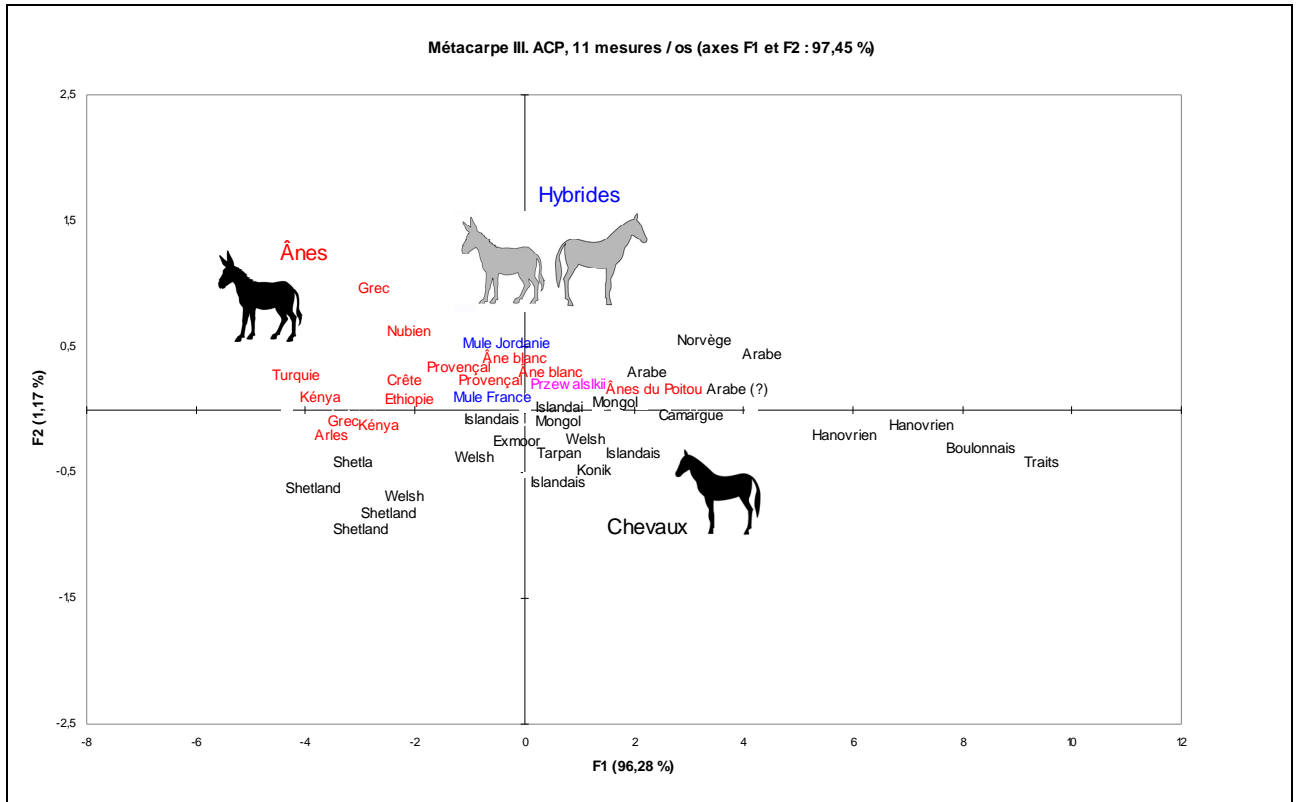 Métacarpe III. ACP, 11 mesures / os (axes F1 et F2 : 97,45 %)
2,5
1,5
0,5
-0,5
-1,5
-2,5
F2 (1,17 %)
Hybrides
Ânes
Grec
Nubien
Norvège
Mule Jordanie
Arabe
Âne blanc
Provençal
Âne blanc
Arabe
Turquie
Crête
Provençal
Przewalslkii
Ânes du Poitou
Arabe (?)
Kénya
Ethiopie
Mule France
Mongol
Islandai
Camargue
Grec
Kénya
Islandais
Mongol
Hanovrien
Arles
Hanovrien
Exmoor
Welsh
Boulonnais
Shetla
Welsh
Tarpan
Islandais
Traits
Konik
Shetland
Islandais
Welsh
Shetland
Shetland
Chevaux
-8
-6
-4
-2
0
2
4
6
8
10
12
F1 (96,28 %)